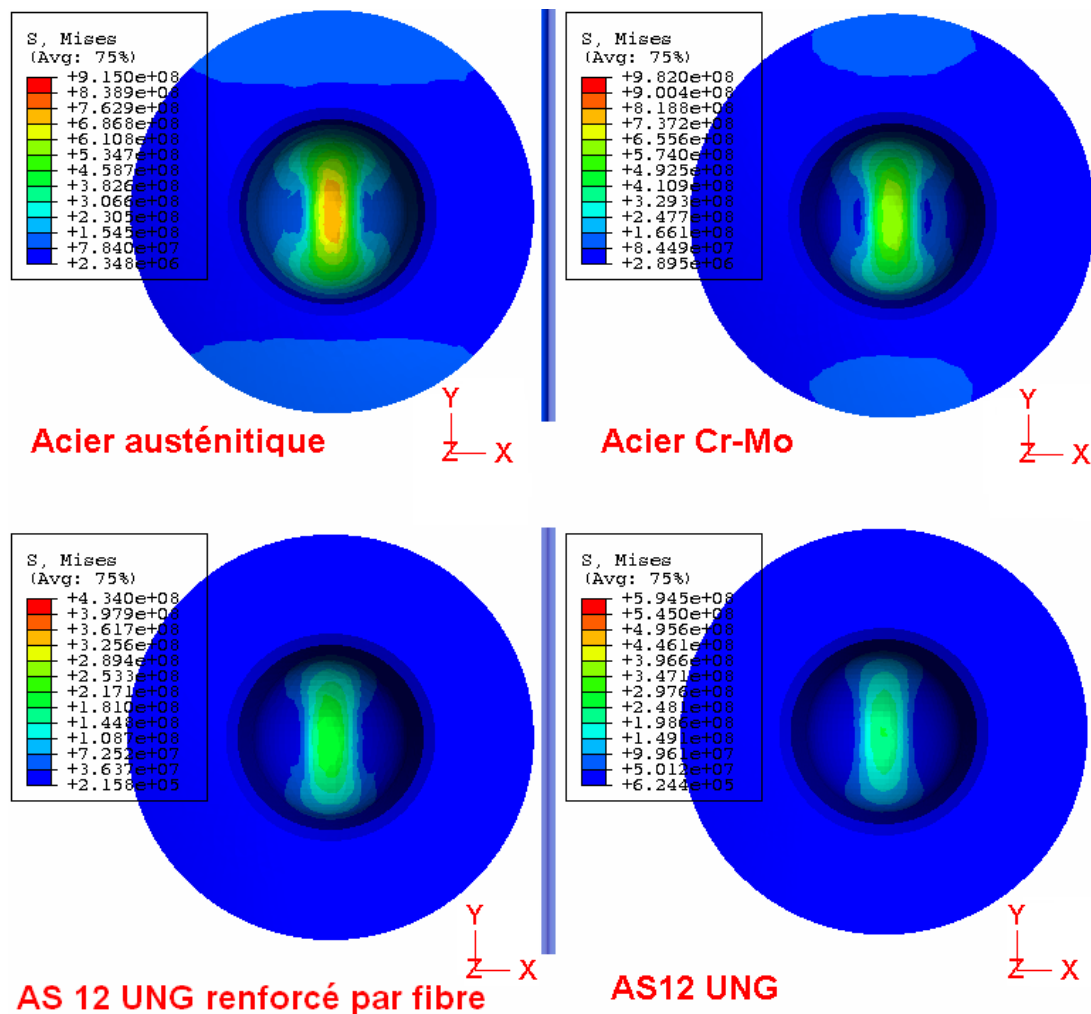 S, Mises
(Avg: 75%)
+9.150e+08
+8.389e+08
+7.629e+08
+6.868e+08
+6.108e+08
+5.347e+08
+4.587e+08
+3.826e+08
+3.066e+08
+2.305e+08
+1.545e+08
+7.840e+07
+2.348e+06
Y
Z X
Acier austénitique
S, Mises
(Avg: 75%)
+9.820e+08
+9.004e+08
+8.188e+08
+7.372e+08
+6.556e+08
+5.740e+08
+4.925e+08
+4.109e+08
+3.293e+08
+2.477e+08
+1.661e+08
+8.449e+07
+2.895e+06
Y
Z X
Acier Cr-Mo
S, Mises
(Avg: 75%)
+4.340e+08
+3.979e+08
+3.617e+08
+3.256e+08
+2.894e+08
+2.533e+08
+2.171e+08
+1.810e+08
+1.448e+08
+1.087e+08
+7.252e+07
+3.637e+07
+2.158e+05
Y
Z X
AS 12 UNG renforcé par fibre
S, Mises
(Avg: 75%)
+5.945e+08
+5.450e+08
+4.956e+08
+4.461e+08
+3.966e+08
+3.471e+08
+2.976e+08
+2.481e+08
+1.986e+08
+1.491e+08
+9.961e+07
+5.012e+07
+6.244e+05
Y
Z X
AS12 UNG